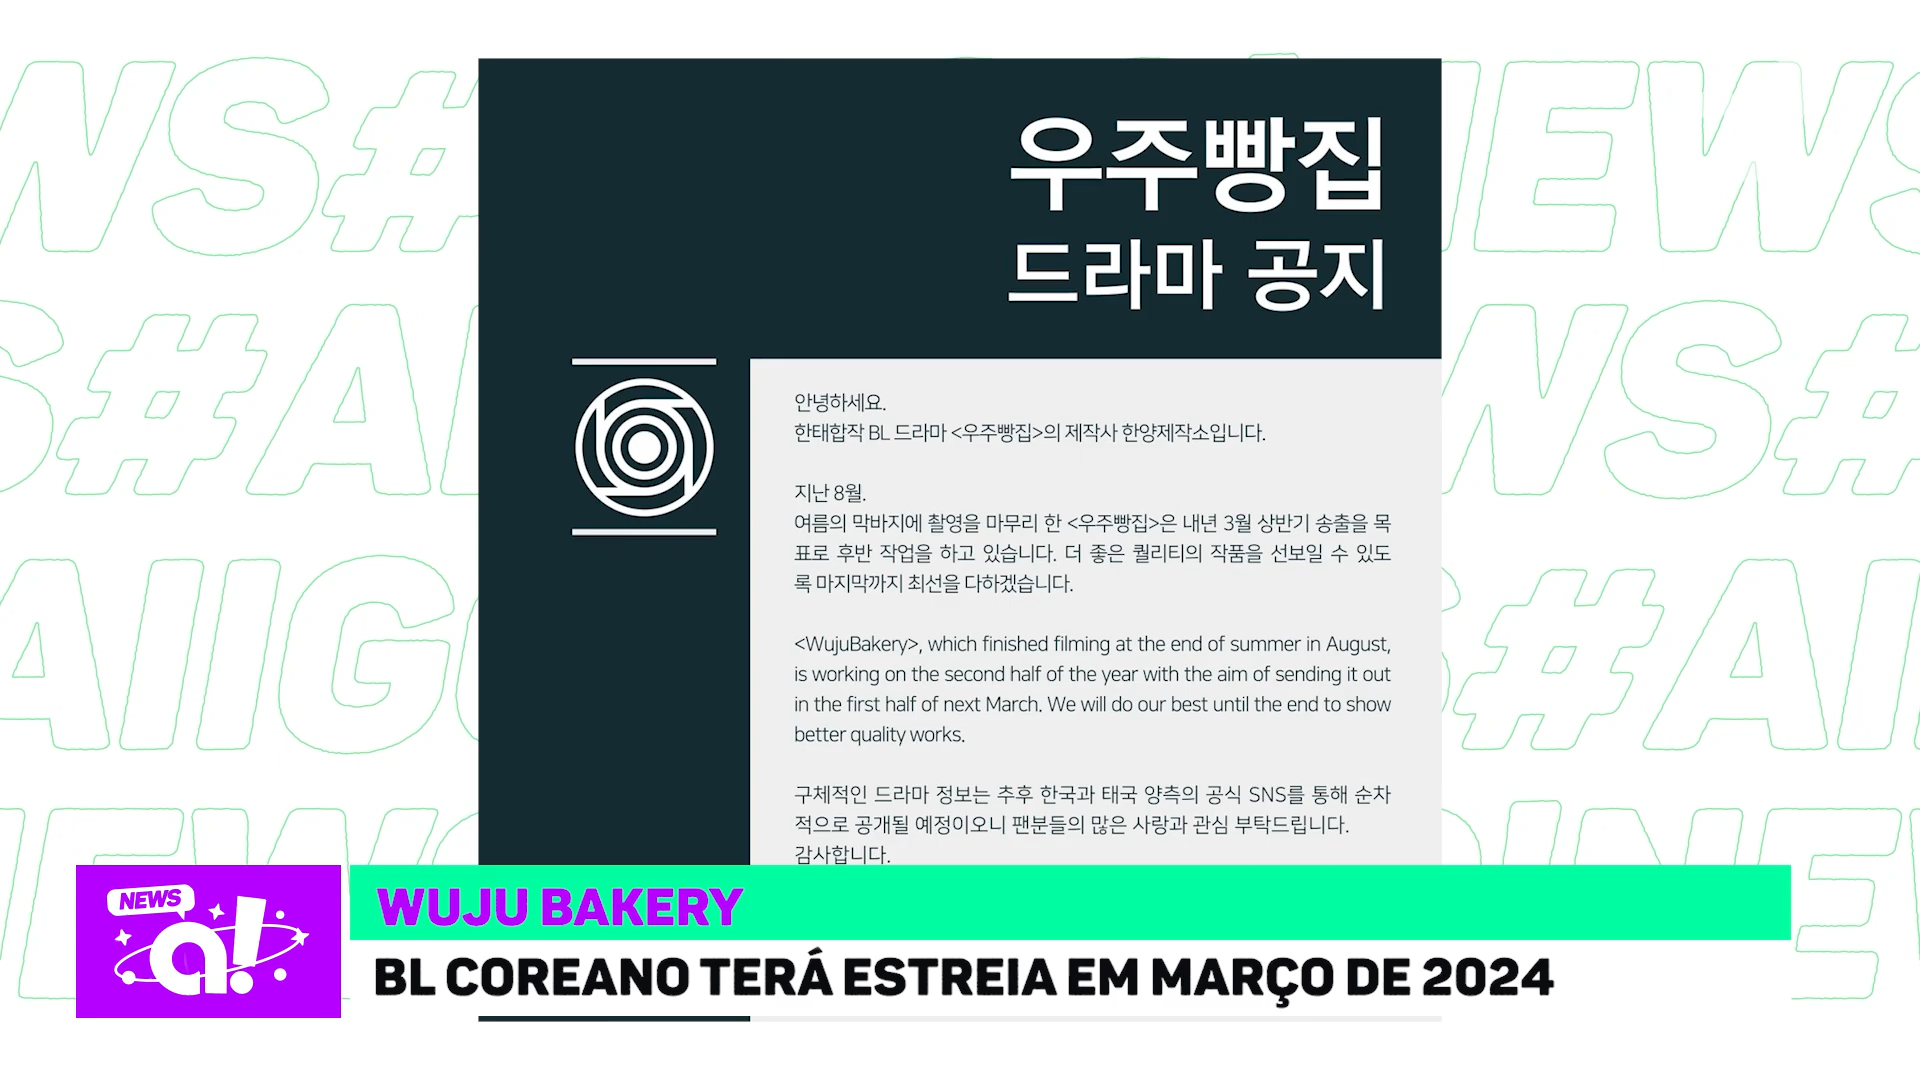 우주빵집
드라마 공지
안녕하세요.
한태합작 BL 드라마 <우주빵집>의 제작사 한양제작소입니다.
지난 8월.
여름의 막바지에 촬영을 마무리 한 <우주빵집>은 내년 3월 상반기 송출을 목
표로 후반 작업을 하고 있습니다. 더 좋은 퀄리티의 작품을 선보일 수 있도
록 마지막까지 최선을 다하겠습니다.
<WujuBakery>, which finished filming at the end of summer in August,
is working on the second half of the year with the aim of sending it out
in the first half of next March. We will do our best until the end to show
better quality works.
구체적인 드라마 정보는 추후 한국과 태국 양측의 공식 SNS를 통해 순차
적으로 공개될 예정이오니 팬분들의 많은 사랑과 관심 부탁드립니다.
감사합니다.
NEWS
a!
WUJU BAKERY
BL COREANO TERÁ ESTREIA EM MARÇO DE 2024